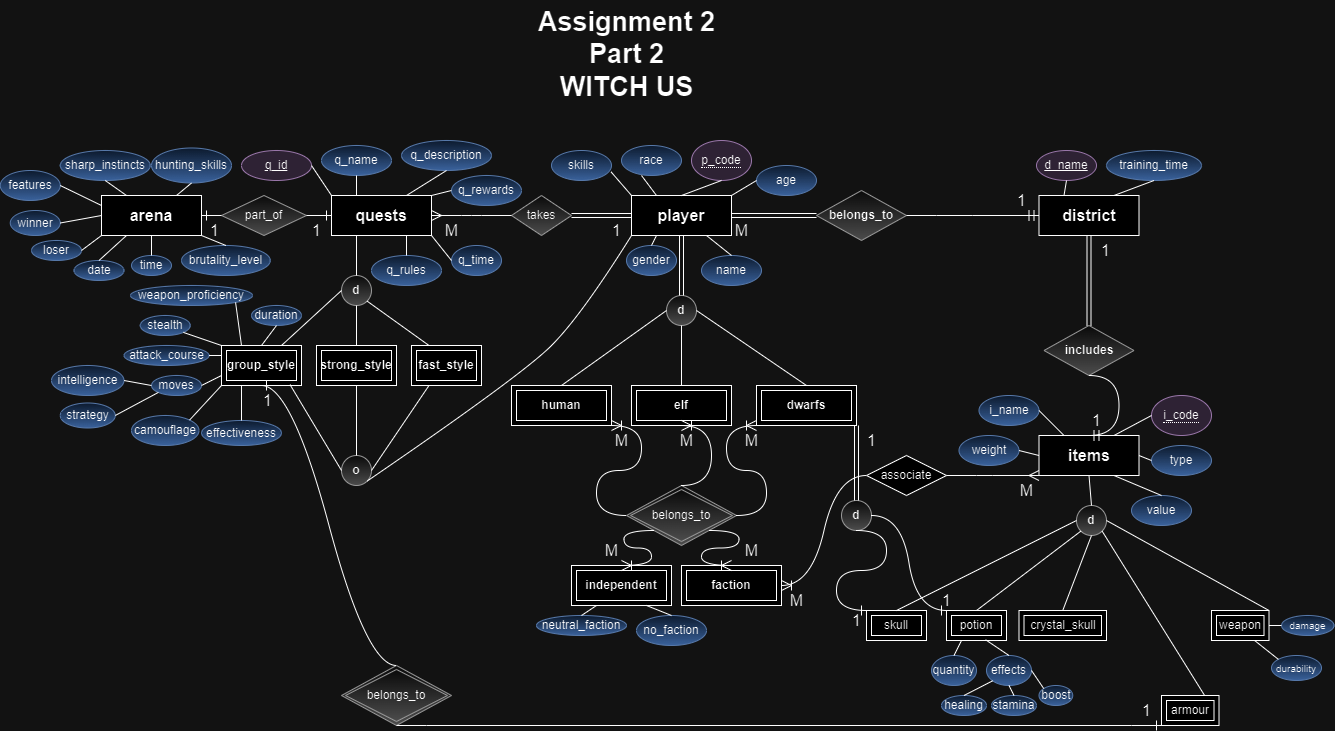 Assignment 2
Part 2
WITCH US
sharp_instincts
hunting_skills
q_id
q_name
q_description
skills
race
p_code
age
d_name
training_time
features
q_rewards
arena
part_of
quests
takes
player
belongs_to
district
winner
1
1
M
1
M
1
loser
date
time
brutality_level
q_rules
q_time
gender
name
1
weapon_proficiency
d
duration
d
stealth
attack_course
group_style
strong_style
fast_style
includes
intelligence
moves
strategy
1
camouflage
effectiveness
human
elf
dwarfs
i_name
i_code
1
M
M
M
1
weight
items
type
o
associate
M
value
belongs_to
d
d
M
M
independent
faction
M
1
1
neutral_faction
no_faction
skull
potion
crystal_skull
weapon
damage
durability
quantity
effects
healing
stamina
boost
belongs_to
1
armour